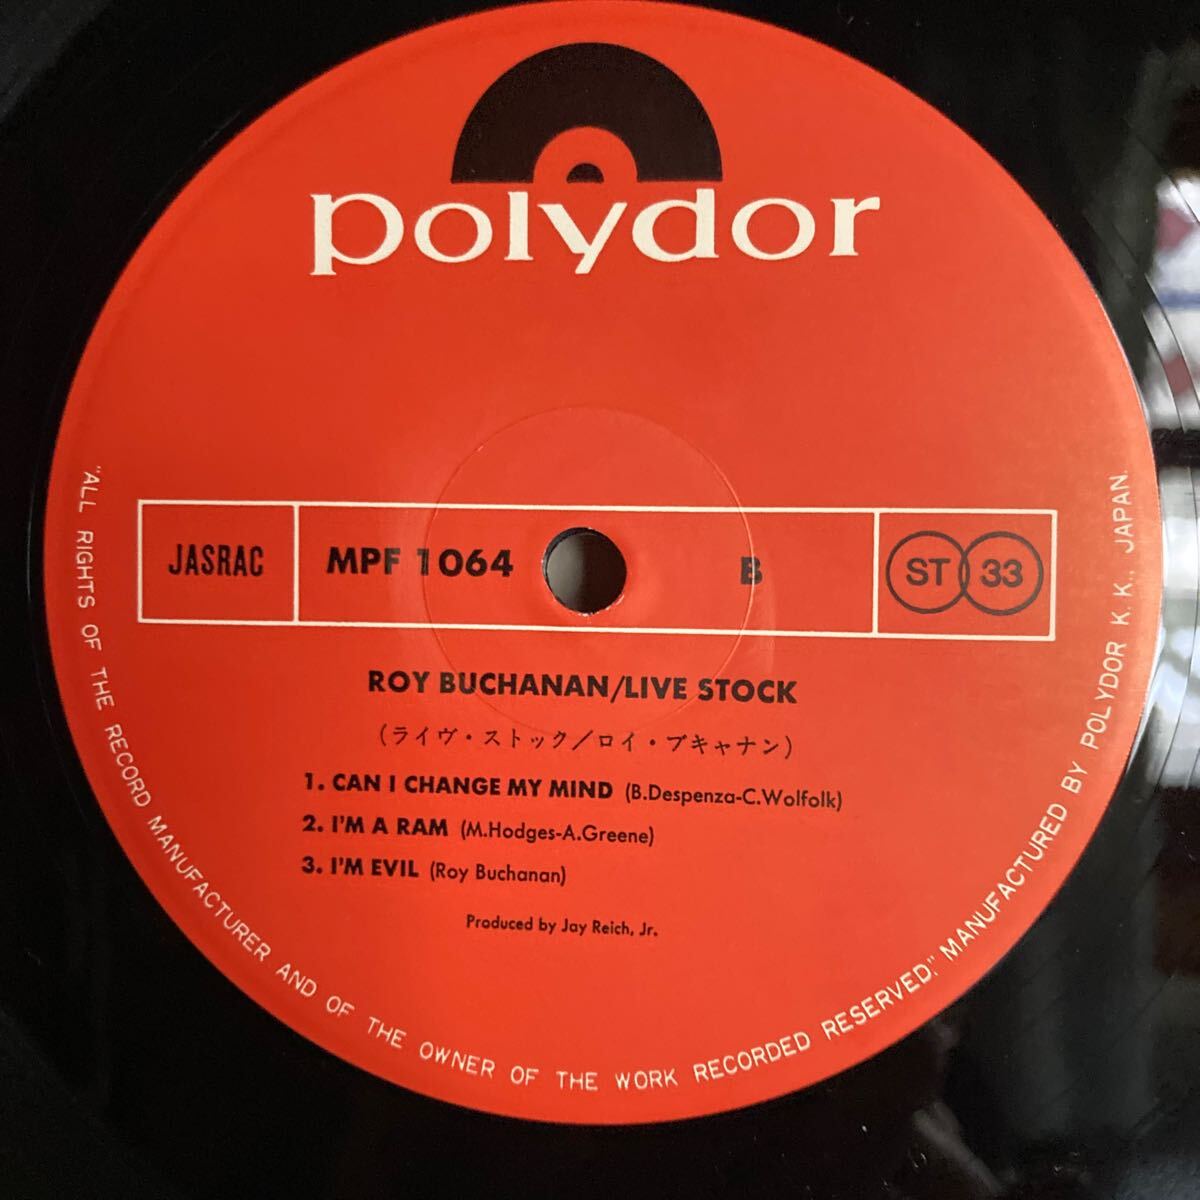 polydor
JASRAC
MPF 1064
B
ST 33
ROY BUCHANAN/LIVE STOCK
(ライヴ・ストック/ロイ・ブキャナン)
1. CAN I CHANGE MY MIND (B.Despenza-C.Wolfolk)
2. I'M A RAM (M.Hodges-A.Greene)
3. I'M EVIL (Roy Buchanan)
Produced by Jay Reich, Jr.
"ALL RIGHTS OF THE RECORD MANUFACTURER AND OF THE OWNER OF THE WORK RECORDED RESERVED." MANUFACTURED BY POLYDOR K. K., JAPAN.